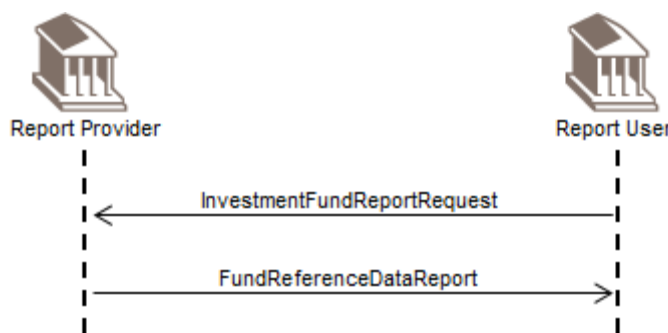 Report Provider
Report User
InvestmentFundReportRequest
FundReferenceDataReport